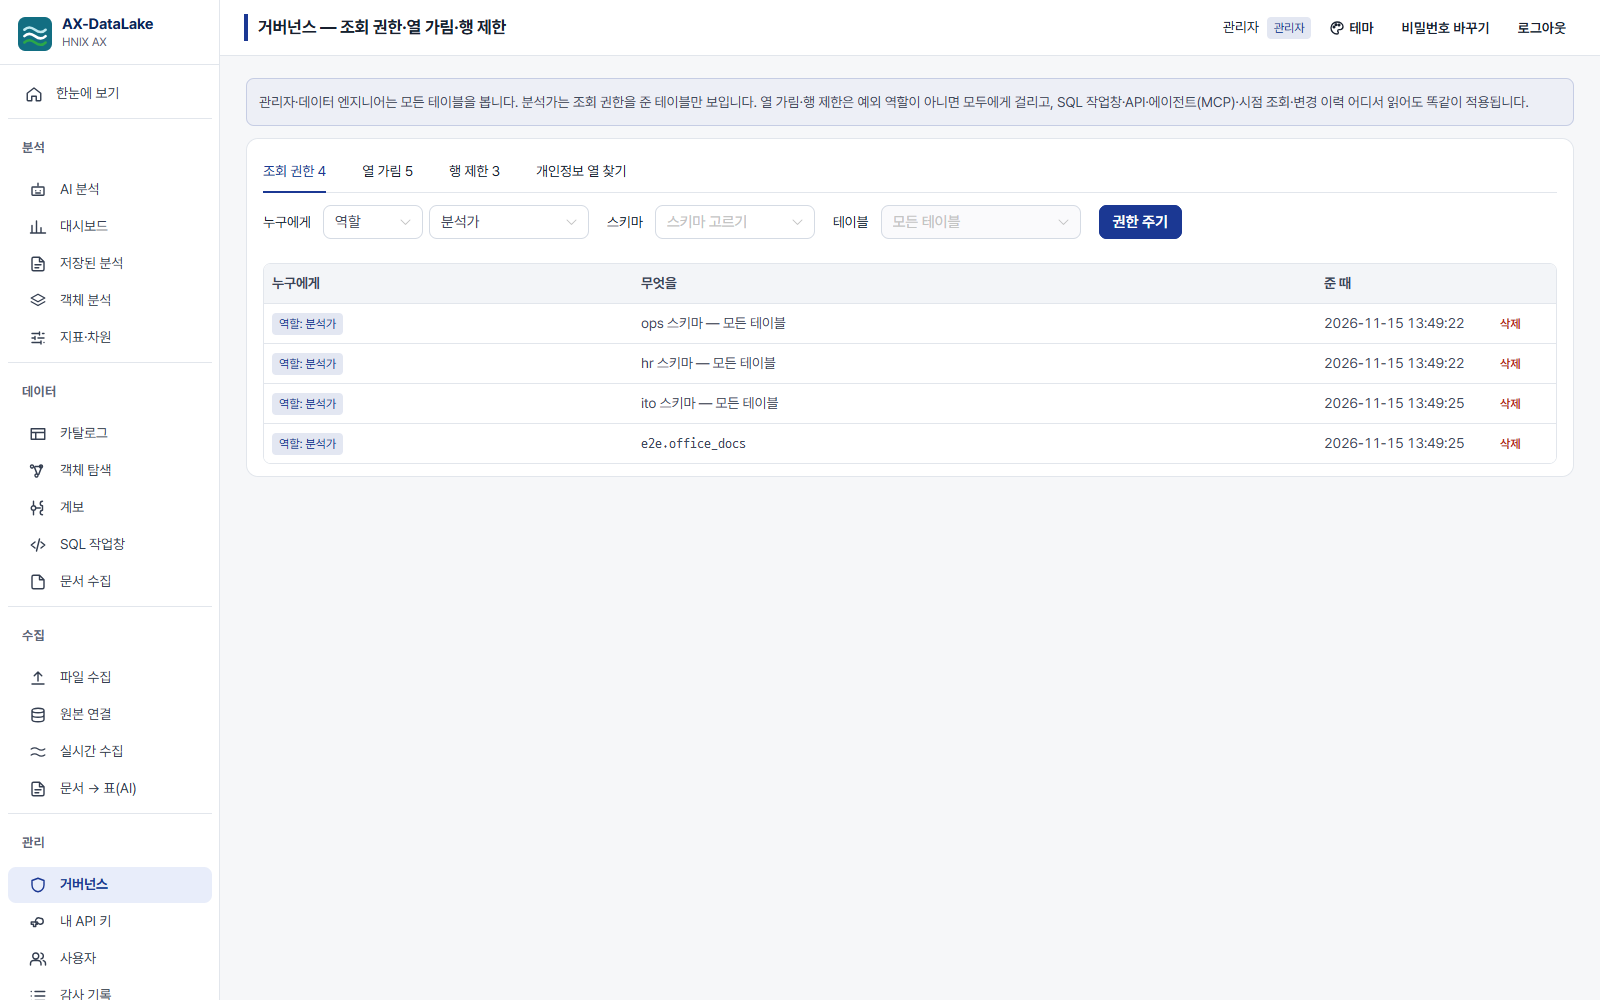 AX-DataLake
HNIX AX
한눈에 보기
분석
AI 분석
대시보드
저장된 분석
객체 분석
지표·차원
데이터
카탈로그
객체 탐색
계보
SQL 작업창
문서 수집
수집
파일 수집
원본 연결
실시간 수집
문서 → 표(AI)
관리
거버넌스
내 API 키
사용자
감사 기록
거버넌스 — 조회 권한·열 가림·행 제한
관리자 관리자 테마 비밀번호 바꾸기 로그아웃
관리자·데이터 엔지니어는 모든 테이블을 봅니다. 분석가는 조회 권한을 준 테이블만 보입니다. 열 가림·행 제한은 예외 역할이 아니면 모두에게 걸리고, SQL 작업창·API·에이전트(MCP)·시점 조회·변경 이력 어디서 읽어도 똑같이 적용됩니다.
조회 권한 4 열 가림 5 행 제한 3 개인정보 열 찾기
누구에게 역할 분석가 스키마 스키마 고르기 테이블 모든 테이블 권한 주기
누구에게 무엇을 준 때
역할: 분석가 ops 스키마 — 모든 테이블 2026-11-15 13:49:22 삭제
역할: 분석가 hr 스키마 — 모든 테이블 2026-11-15 13:49:22 삭제
역할: 분석가 ito 스키마 — 모든 테이블 2026-11-15 13:49:25 삭제
역할: 분석가 e2e.office_docs 2026-11-15 13:49:25 삭제